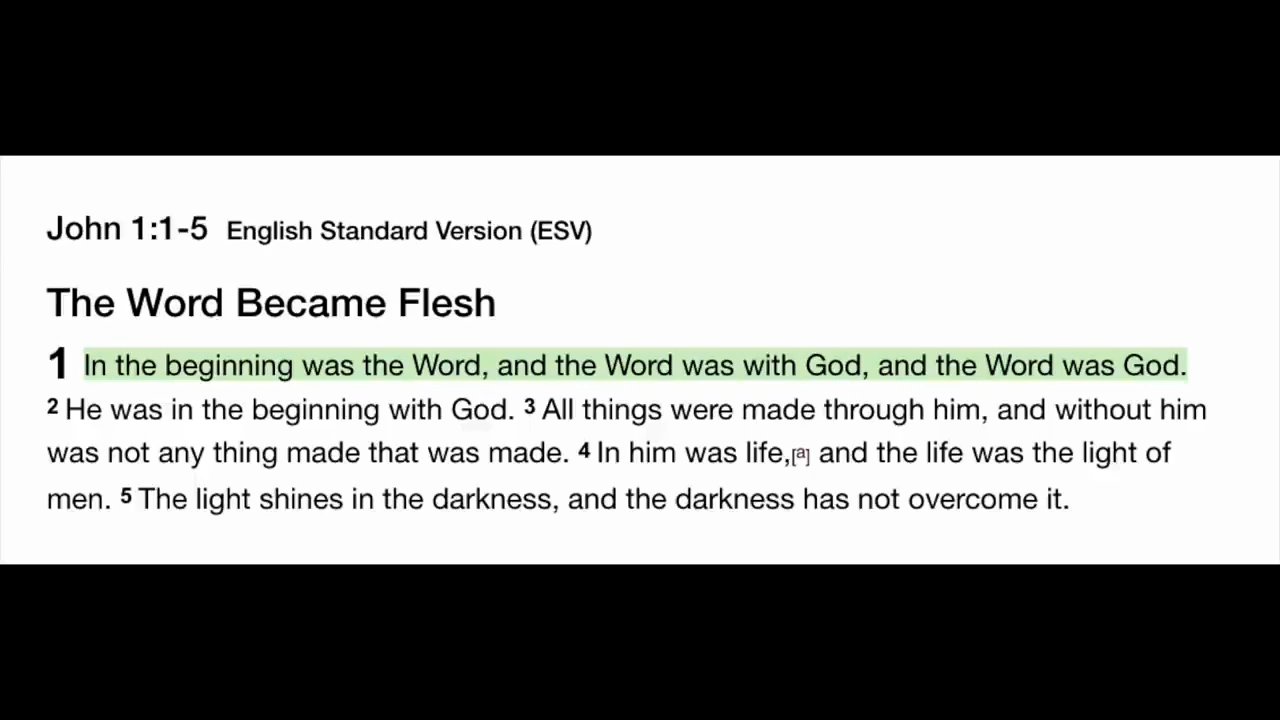 John 1:1-5 English Standard Version (ESV)
The Word Became Flesh
1 In the beginning was the Word, and the Word was with God, and the Word was God.
2 He was in the beginning with God. 3 All things were made through him, and without him
was not any thing made that was made. 4 In him was life,[a] and the life was the light of
men. 5 The light shines in the darkness, and the darkness has not overcome it.